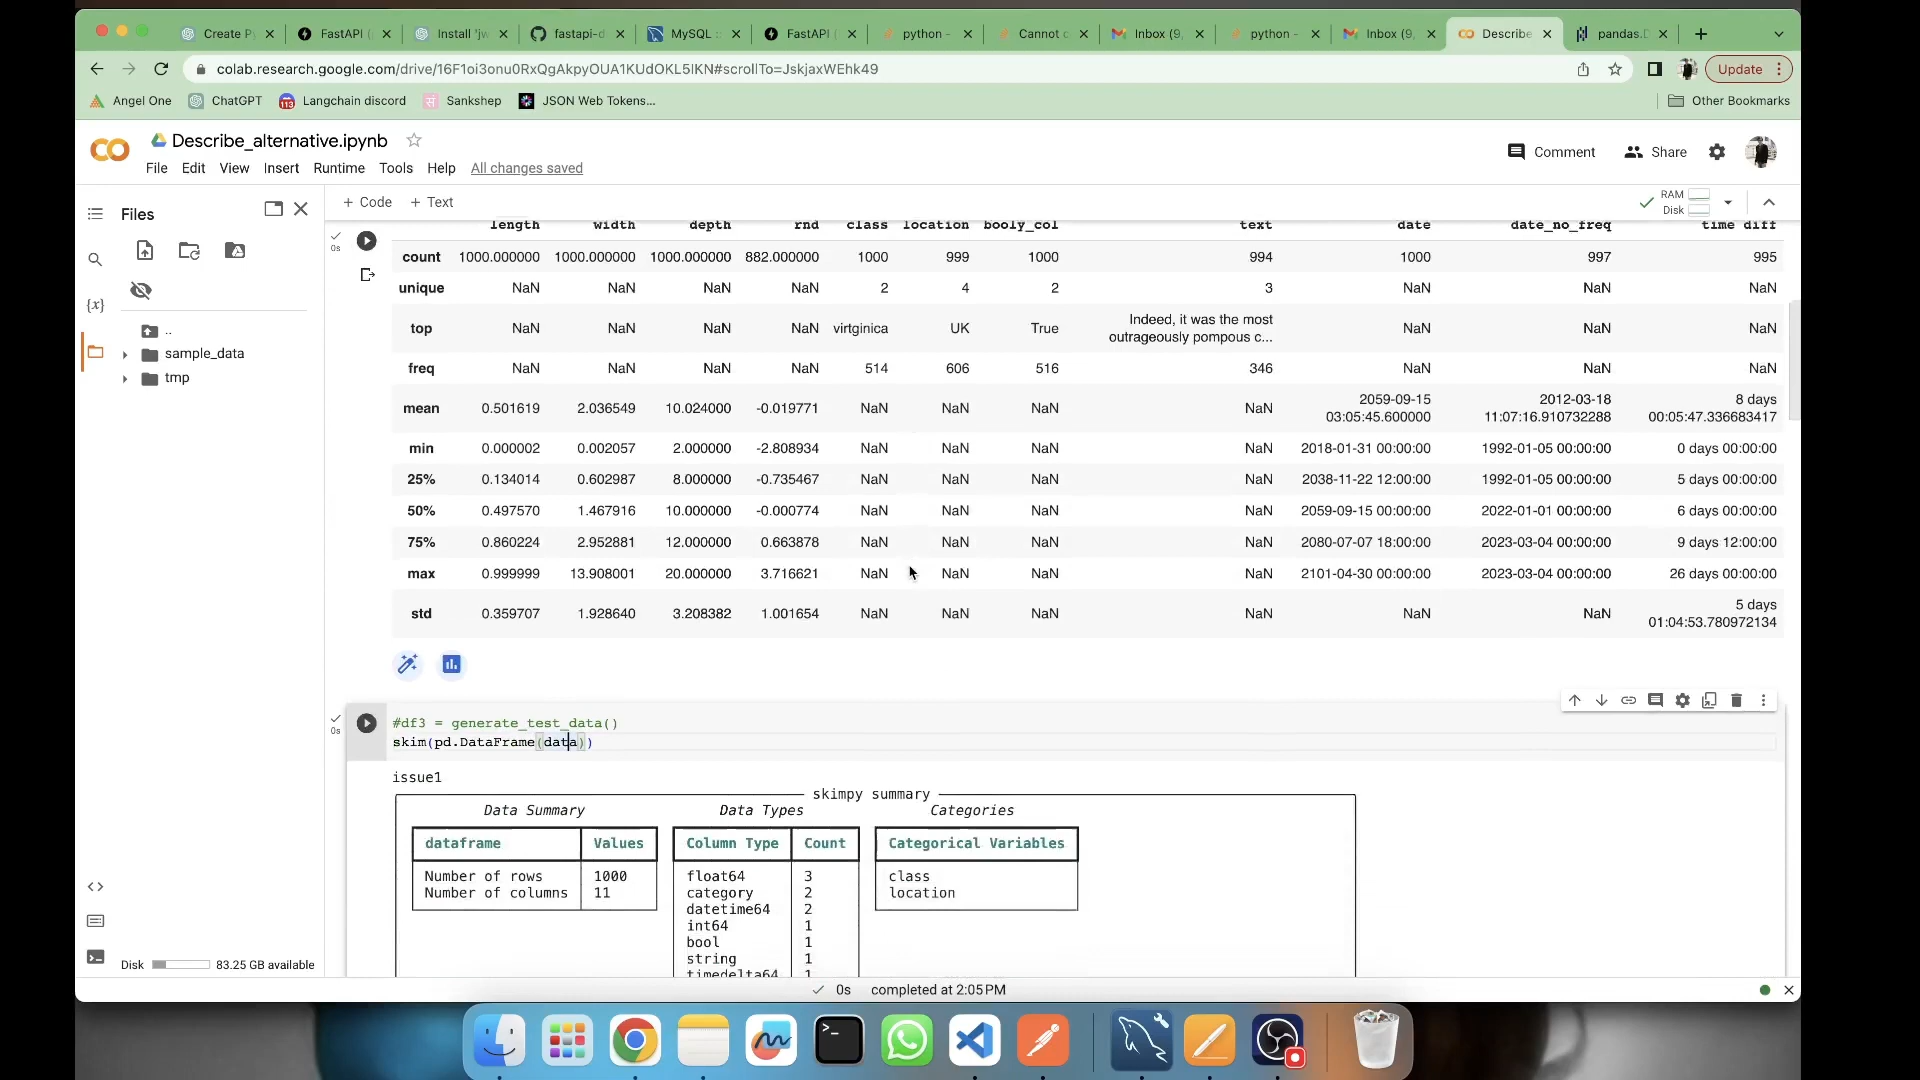 Create P
FastAPI (
Install 'jw
fastapi-d
MySQL
FastAPI (
python -
Cannot c
Inbox (9,
python -
Inbox (9,
Describe
pandas.D
colab.research.google.com/drive/16F1oi3onu0RxQgAkpyOUA1KUdOKL5IKN#scrollTo=JskjaxWEhk49
Update
Angel One
ChatGPT
113
Langchain discord
Sankshep
JSON Web Tokens...
Other Bookmarks
Describe_alternative.ipynb
File Edit View Insert Runtime Tools Help All changes saved
Comment
Share
Files
+ Code + Text
RAM
Disk
..
sample_data
tmp
{x}
Disk 83.25 GB available
0s
length width depth rnd class location booly_col text date date_no_freq time diff
count 1000.000000 1000.000000 1000.000000 882.000000 1000 999 1000 994 1000 997 995
unique NaN NaN NaN NaN 2 4 2 3 NaN NaN NaN
top NaN NaN NaN NaN virtginica UK True Indeed, it was the most outrageously pompous c... NaN NaN NaN
freq NaN NaN NaN NaN 514 606 516 346 NaN NaN NaN
mean 0.501619 2.036549 10.024000 -0.019771 NaN NaN NaN NaN 2059-09-15 03:05:45.600000 2012-03-18 11:07:16.910732288 8 days 00:05:47.336683417
min 0.000002 0.002057 2.000000 -2.808934 NaN NaN NaN NaN 2018-01-31 00:00:00 1992-01-05 00:00:00 0 days 00:00:00
25% 0.134014 0.602987 8.000000 -0.735467 NaN NaN NaN NaN 2038-11-22 12:00:00 1992-01-05 00:00:00 5 days 00:00:00
50% 0.497570 1.467916 10.000000 -0.000774 NaN NaN NaN NaN 2059-09-15 00:00:00 2022-01-01 00:00:00 6 days 00:00:00
75% 0.860224 2.952881 12.000000 0.663878 NaN NaN NaN NaN 2080-07-07 18:00:00 2023-03-04 00:00:00 9 days 12:00:00
max 0.999999 13.908001 20.000000 3.716621 NaN NaN NaN NaN 2101-04-30 00:00:00 2023-03-04 00:00:00 26 days 00:00:00
std 0.359707 1.928640 3.208382 1.001654 NaN NaN NaN NaN NaN NaN 5 days 01:04:53.780972134
0s
#df3 = generate_test_data()
skim(pd.DataFrame(data))
issue1
skimpy summary
Data Summary Data Types Categories
dataframe Values Column Type Count Categorical Variables
Number of rows 1000 float64 3 class
Number of columns 11 category 2 location
datetime64 2
int64 1
bool 1
string 1
timedelta64 1
0s completed at 2:05 PM